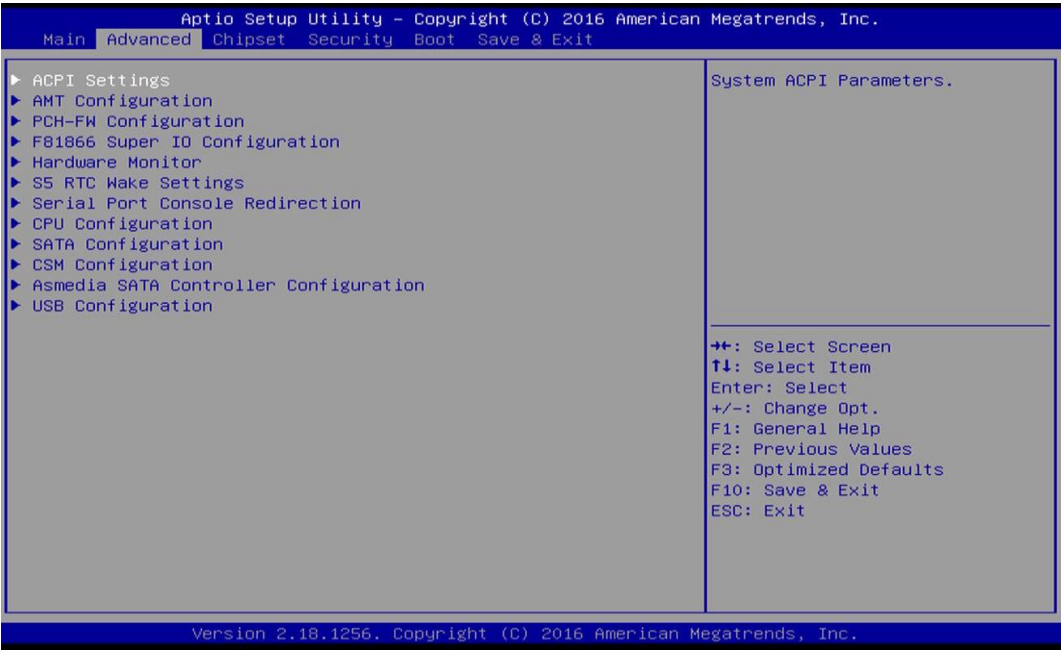 Aptio Setup Utility – Copyright (C) 2016 American Megatrends, Inc.
Main Advanced Chipset Security Boot Save & Exit
▶ ACPI Settings
▶ AMT Configuration
▶ PCH-FW Configuration
▶ F81866 Super IO Configuration
▶ Hardware Monitor
▶ S5 RTC Wake Settings
▶ Serial Port Console Redirection
▶ CPU Configuration
▶ SATA Configuration
▶ CSM Configuration
▶ Asmedia SATA Controller Configuration
▶ USB Configuration
System ACPI Parameters.
→←: Select Screen
↑↓: Select Item
Enter: Select
+/-: Change Opt.
F1: General Help
F2: Previous Values
F3: Optimized Defaults
F10: Save & Exit
ESC: Exit
Version 2.18.1256. Copyright (C) 2016 American Megatrends, Inc.